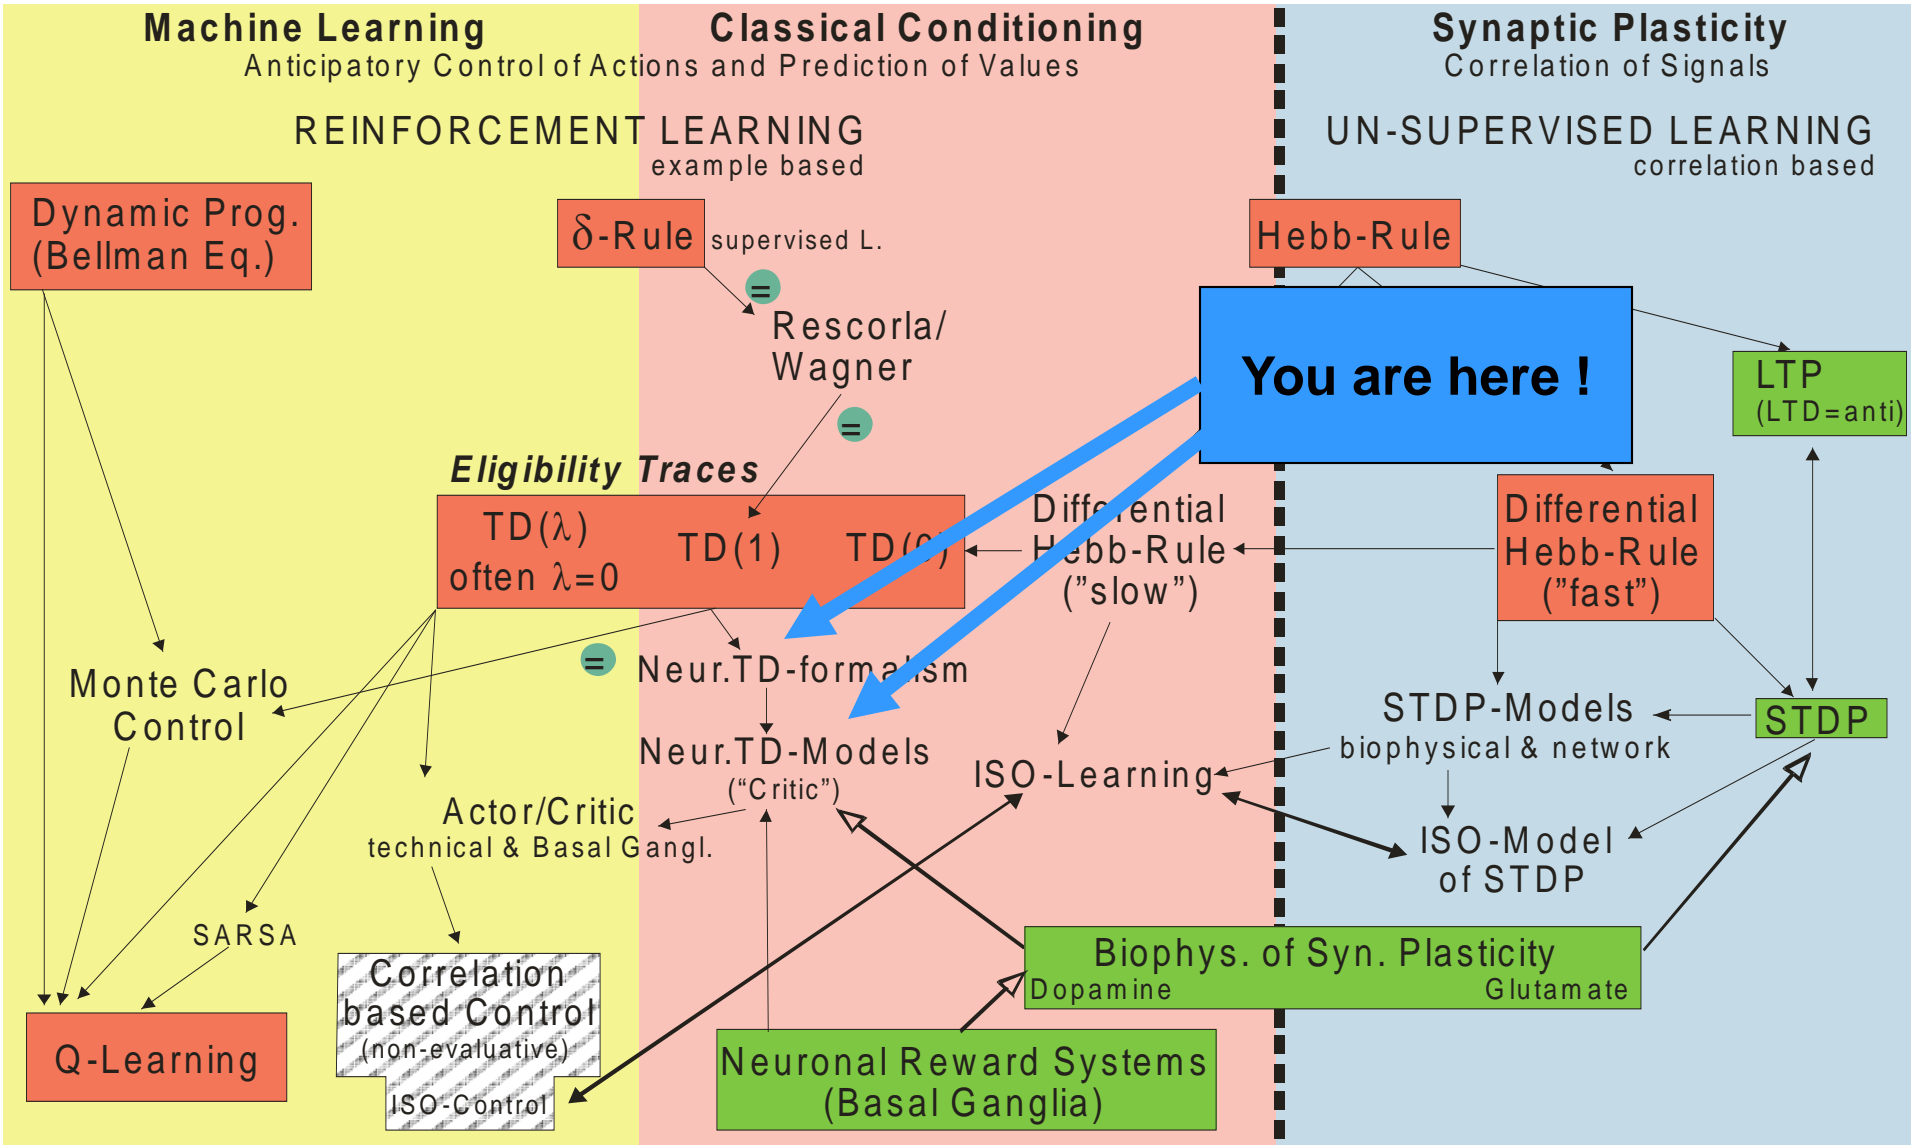 Machine Learning
Classical Conditioning
Synaptic Plasticity
Anticipatory Control of Actions and Prediction of Values
Correlation of Signals
REINFORCEMENT LEARNING
example based
UN-SUPERVISED LEARNING
correlation based
Dynamic Prog.
(Bellman Eq.)
δ-Rule
supervised L.
Hebb-Rule
=
Rescorla/
Wagner
You are here !
LTP
(LTD=anti)
=
Eligibility Traces
TD(λ)
often λ=0
TD(1)
TD(0)
Differential
Hebb-Rule
("slow")
Differential
Hebb-Rule
("fast")
=
Neur.TD-formalism
Monte Carlo
Control
STDP-Models
biophysical & network
STDP
Neur.TD-Models
("Critic")
ISO-Learning
Actor/Critic
technical & Basal Gangl.
ISO-Model
of STDP
SARSA
Correlation
based Control
(non-evaluative)
ISO-Control
Biophys. of Syn. Plasticity
Dopamine
Glutamate
Q-Learning
Neuronal Reward Systems
(Basal Ganglia)